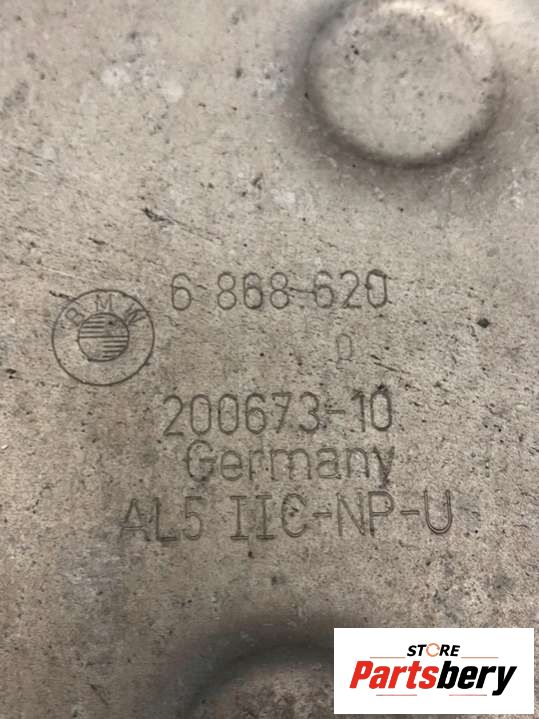 BMW
6 868-620
0
200673-10
Germany
AL5 IIC-NP-U
STORE
Partsbery